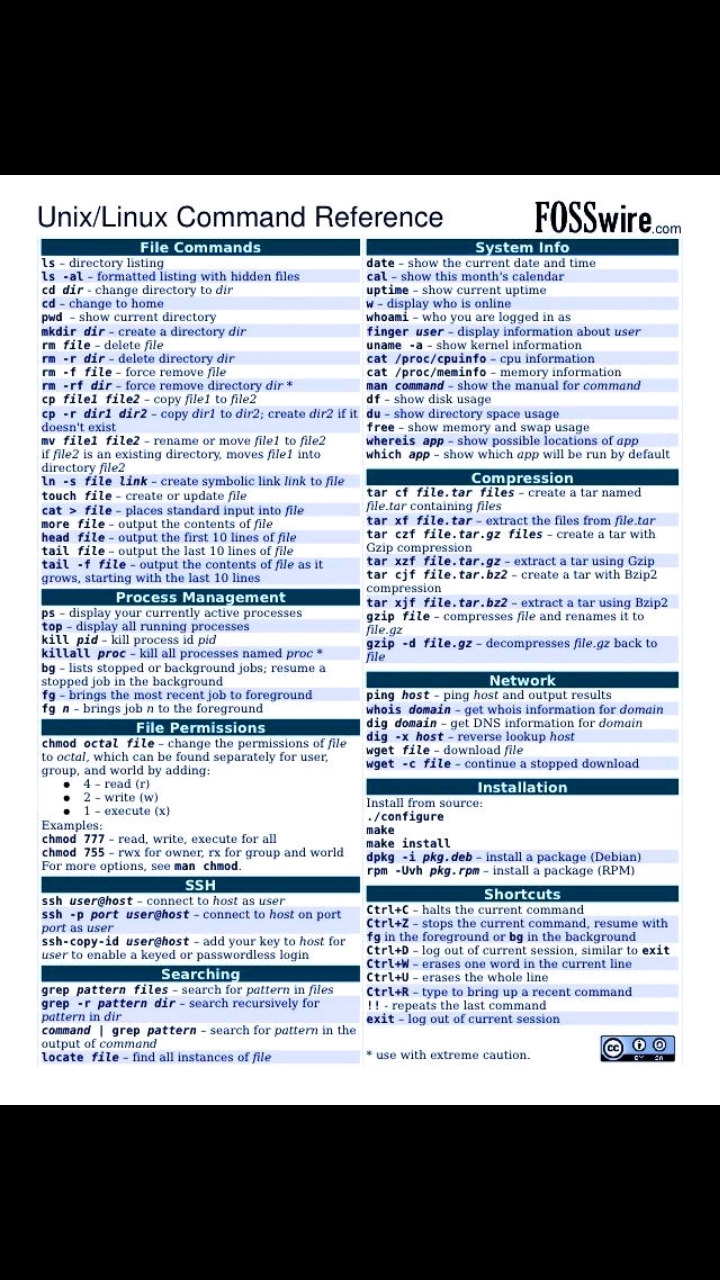 Unix/Linux Command Reference
FOSSwire.com
File Commands
ls – directory listing
ls -al – formatted listing with hidden files
cd dir - change directory to dir
cd – change to home
pwd – show current directory
mkdir dir – create a directory dir
rm file – delete file
rm -r dir – delete directory dir
rm -f file – force remove file
rm -rf dir – force remove directory dir *
cp file1 file2 – copy file1 to file2
cp -r dir1 dir2 – copy dir1 to dir2; create dir2 if it
doesn't exist
mv file1 file2 – rename or move file1 to file2
if file2 is an existing directory, moves file1 into
directory file2
ln -s file link – create symbolic link link to file
touch file – create or update file
cat > file – places standard input into file
more file – output the contents of file
head file – output the first 10 lines of file
tail file – output the last 10 lines of file
tail -f file – output the contents of file as it
grows, starting with the last 10 lines
Process Management
ps – display your currently active processes
top – display all running processes
kill pid – kill process id pid
killall proc – kill all processes named proc *
bg – lists stopped or background jobs; resume a
stopped job in the background
fg – brings the most recent job to foreground
fg n – brings job n to the foreground
File Permissions
chmod octal file – change the permissions of file
to octal, which can be found separately for user,
group, and world by adding:
● 4 – read (r)
● 2 – write (w)
● 1 – execute (x)
Examples:
chmod 777 – read, write, execute for all
chmod 755 – rwx for owner, rx for group and world
For more options, see man chmod.
SSH
ssh user@host – connect to host as user
ssh -p port user@host – connect to host on port
port as user
ssh-copy-id user@host – add your key to host for
user to enable a keyed or passwordless login
Searching
grep pattern files – search for pattern in files
grep -r pattern dir – search recursively for
pattern in dir
command | grep pattern – search for pattern in the
output of command
locate file – find all instances of file
System Info
date – show the current date and time
cal – show this month's calendar
uptime – show current uptime
w – display who is online
whoami – who you are logged in as
finger user – display information about user
uname -a – show kernel information
cat /proc/cpuinfo – cpu information
cat /proc/meminfo – memory information
man command – show the manual for command
df – show disk usage
du – show directory space usage
free – show memory and swap usage
whereis app – show possible locations of app
which app – show which app will be run by default
Compression
tar cf file.tar files – create a tar named
file.tar containing files
tar xf file.tar – extract the files from file.tar
tar czf file.tar.gz files – create a tar with
Gzip compression
tar xzf file.tar.gz – extract a tar using Gzip
tar cjf file.tar.bz2 – create a tar with Bzip2
compression
tar xjf file.tar.bz2 – extract a tar using Bzip2
gzip file – compresses file and renames it to
file.gz
gzip -d file.gz – decompresses file.gz back to
file
Network
ping host – ping host and output results
whois domain – get whois information for domain
dig domain – get DNS information for domain
dig -x host – reverse lookup host
wget file – download file
wget -c file – continue a stopped download
Installation
Install from source:
./configure
make
make install
dpkg -i pkg.deb – install a package (Debian)
rpm -Uvh pkg.rpm – install a package (RPM)
Shortcuts
Ctrl+C – halts the current command
Ctrl+Z – stops the current command, resume with
fg in the foreground or bg in the background
Ctrl+D – log out of current session, similar to exit
Ctrl+W – erases one word in the current line
Ctrl+U – erases the whole line
Ctrl+R – type to bring up a recent command
!! - repeats the last command
exit – log out of current session
* use with extreme caution.
cc
BY SA